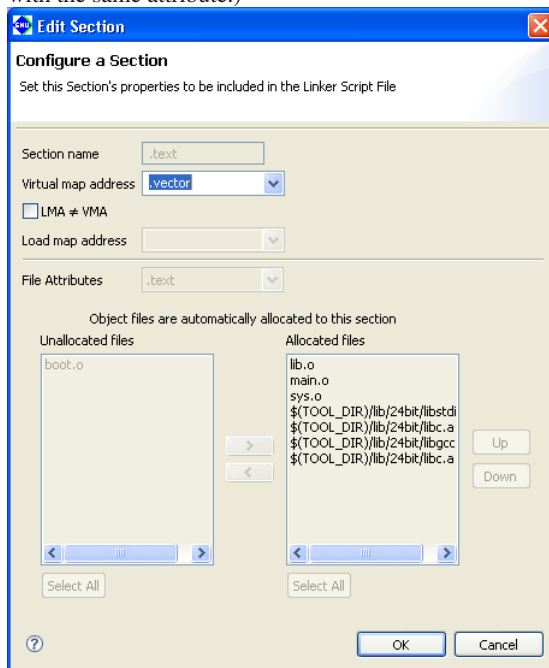 with the same attribute.)
GNU Edit Section
Configure a Section
Set this Section's properties to be included in the Linker Script File
Section name .text
Virtual map address .vector
LMA ≠ VMA
Load map address
File Attributes .text
Object files are automatically allocated to this section
Unallocated files Allocated files
boot.o lib.o
main.o
sys.o
$(TOOL_DIR)/lib/24bit/libstdi
$(TOOL_DIR)/lib/24bit/libc.a
$(TOOL_DIR)/lib/24bit/libgcc
$(TOOL_DIR)/lib/24bit/libc.a
> Up
< Down
Select All Select All
? OK Cancel